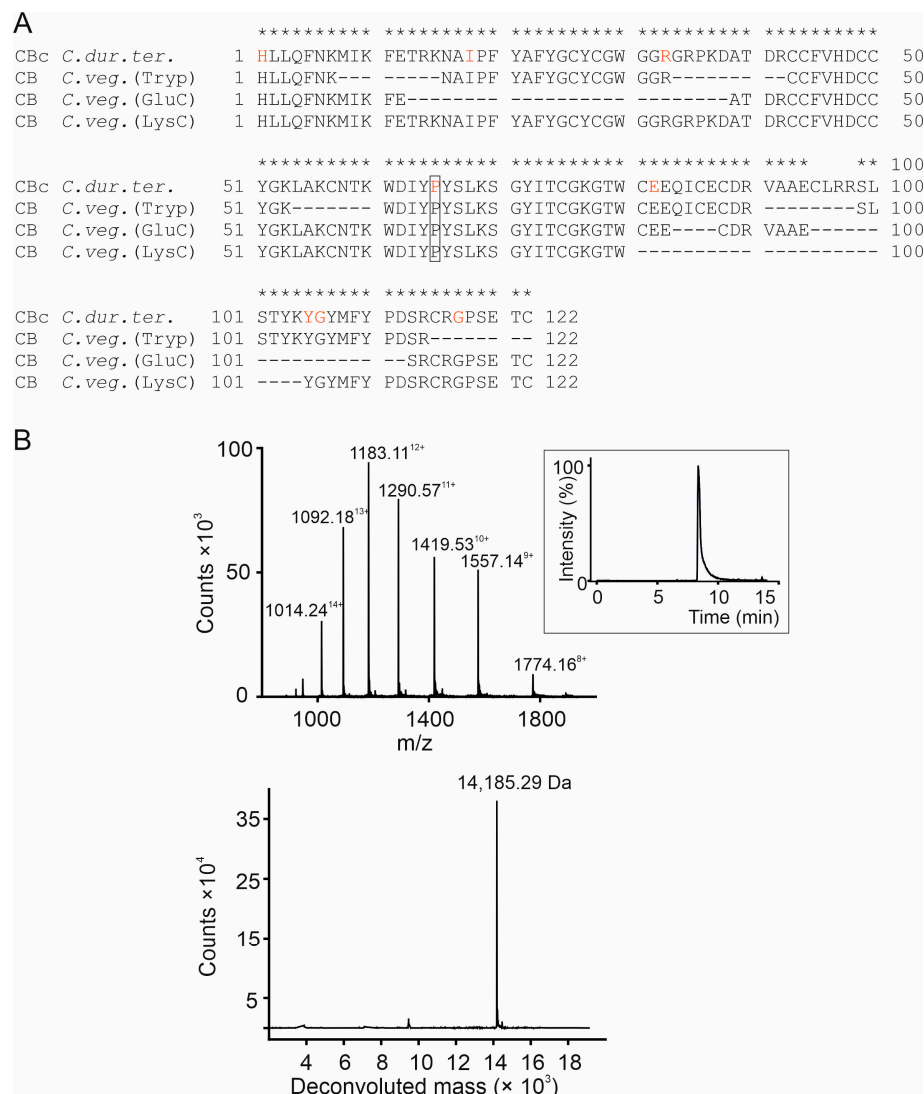 A
********** ********** ********** ********** **********
CBc C.dur.ter. 1 HLLQFNKMIK FETRKNAIPF YAFYGCYCGW GGRGRPKDAT DRCCFVHDCC 50
CB C.veg.(Tryp) 1 HLLQFNK--- -----NAIPF YAFYGCYCGW GGR------- --CCFVHDCC 50
CB C.veg.(GluC) 1 HLLQFNKMIK FE-------- ---------- --------AT DRCCFVHDCC 50
CB C.veg.(LysC) 1 HLLQFNKMIK FETRKNAIPF YAFYGCYCGW GGRGRPKDAT DRCCFVHDCC 50
********** ********** ********** ********** **** ** 100
CBc C.dur.ter. 51 YGKLAKCNTK WDIYPYSLKS GYITCGKGTW CEEQICECDR VAAECLRRSL 100
CB C.veg.(Tryp) 51 YGK------- WDIYPYSLKS GYITCGKGTW CEEQICECDR --------SL 100
CB C.veg.(GluC) 51 YGKLAKCNTK WDIYPYSLKS GYITCGKGTW CEE----CDR VAAE------ 100
CB C.veg.(LysC) 51 YGKLAKCNTK WDIYPYSLKS GYITCGKGTW ---------- ---------- 100
********** ********** **
CBc C.dur.ter. 101 STYKYGYMFY PDSRCRGPSE TC 122
CB C.veg.(Tryp) 101 STYKYGYMFY PDSR------ -- 122
CB C.veg.(GluC) 101 ---------- ---SRCRGPSE TC 122
CB C.veg.(LysC) 101 ----YGYMFY PDSRCRGPSE TC 122
B
100
50
0
Counts ×10³
1014.24¹⁴⁺
1092.18¹³⁺
1183.11¹²⁺
1290.57¹¹⁺
1419.53¹⁰⁺
1557.14⁹⁺
1774.16⁸⁺
1000 1400 1800
m/z
100
0
Intensity (%)
0 5 10 15
Time (min)
14,185.29 Da
35
25
15
5
Counts ×10⁴
4 6 8 10 12 14 16 18
Deconvoluted mass (× 10³)